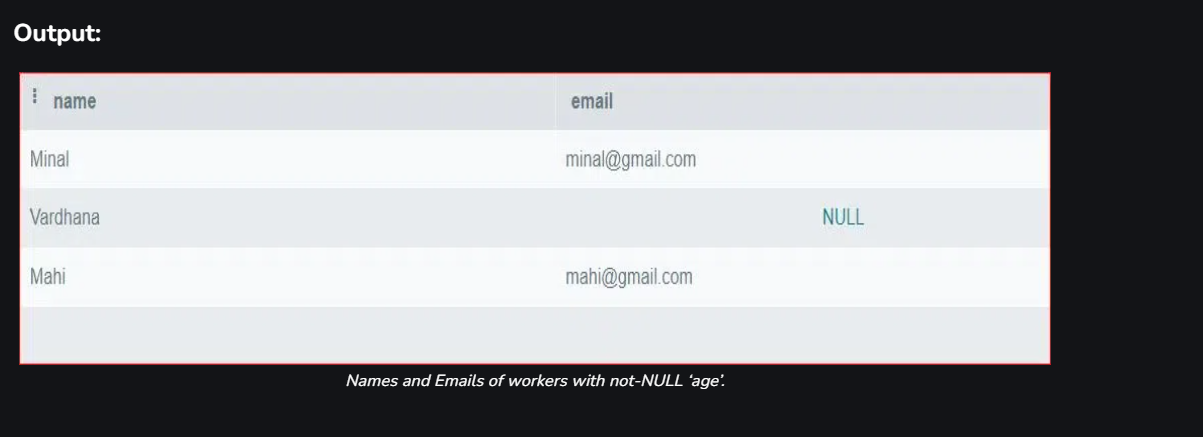 Output:
name email
Minal minal@gmail.com
Vardhana NULL
Mahi mahi@gmail.com
Names and Emails of workers with not-NULL ‘age’.